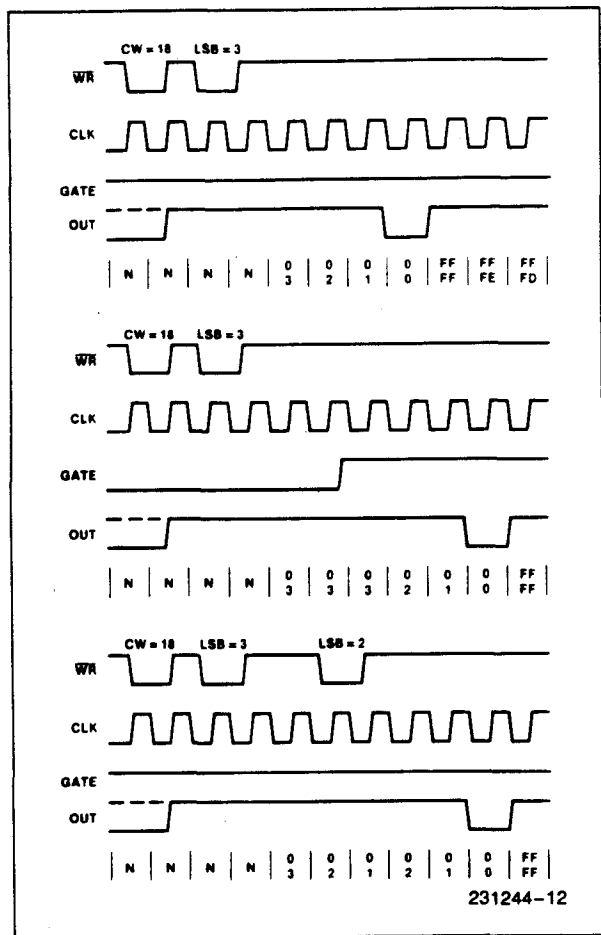 CW = 18 LSB = 3
WR
CLK
GATE
OUT
N N N N 0 0 0 0 FF FF FF
3 2 1 0 FF FE FD
CW = 18 LSB = 3
WR
CLK
GATE
OUT
N N N N 0 0 0 0 0 0 FF
3 3 3 2 1 0 FF
CW = 18 LSB = 3 LSB = 2
WR
CLK
GATE
OUT
N N N N 0 0 0 0 0 0 FF
3 2 1 2 1 0 FF
231244-12